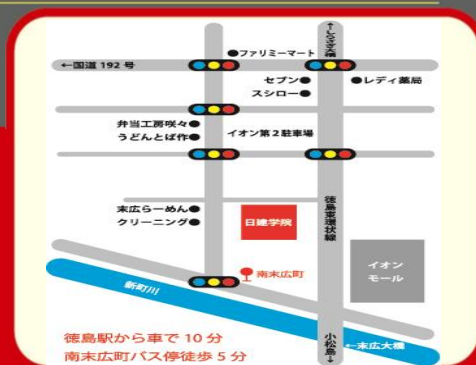 ←しらさぎ大橋
●ファミリーマート
←国道 192 号
セブン●
スシロー●
●レディ薬局
弁当工房咲々●
うどんとば作●
イオン第2駐車場
末広らーめん●
クリーニング●
日建学院
徳島東環状線
イオン
モール
南末広町
新町川
小松島→
←末広大橋
徳島駅から車で 10 分
南末広町バス停徒歩 5 分